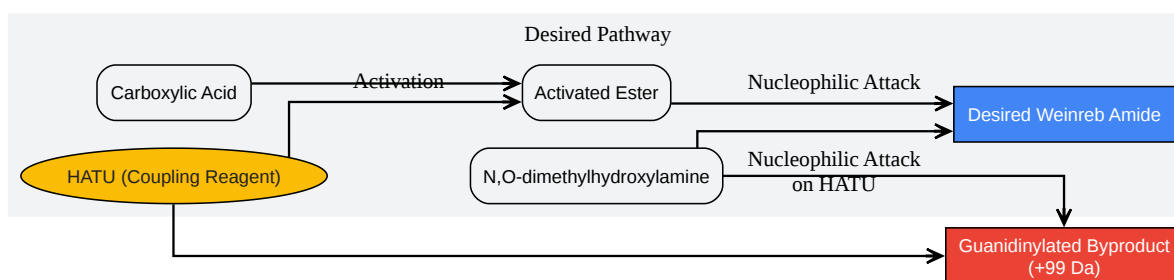 Desired Pathway
Carboxylic Acid
Activation
Activated Ester
Nucleophilic Attack
Desired Weinreb Amide
HATU (Coupling Reagent)
N,O-dimethylhydroxylamine
Nucleophilic Attack
on HATU
Guanidinylated Byproduct
(+99 Da)